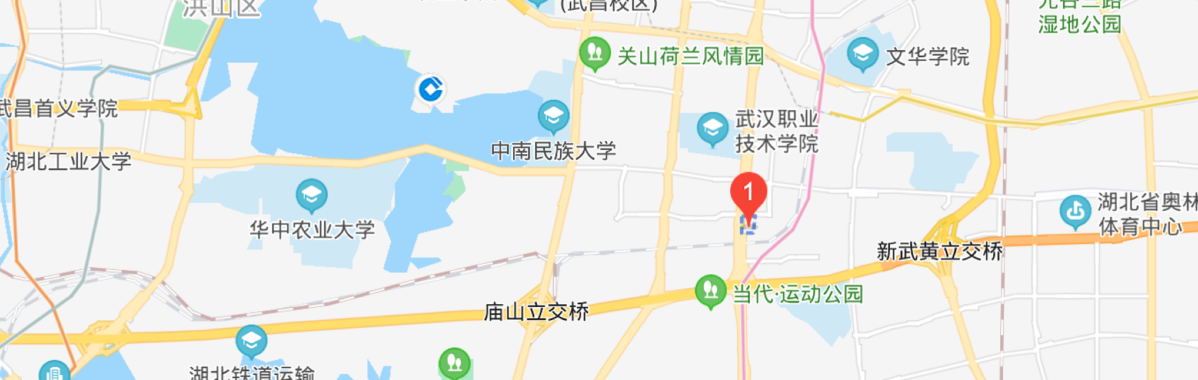 洪山区
(武昌校区)
湿地公园
关山荷兰风情园
文华学院
武昌首义学院
武汉职业
技术学院
中南民族大学
湖北工业大学
1
华中农业大学
湖北省奥林
体育中心
新武黄立交桥
当代·运动公园
庙山立交桥
湖北铁道运输